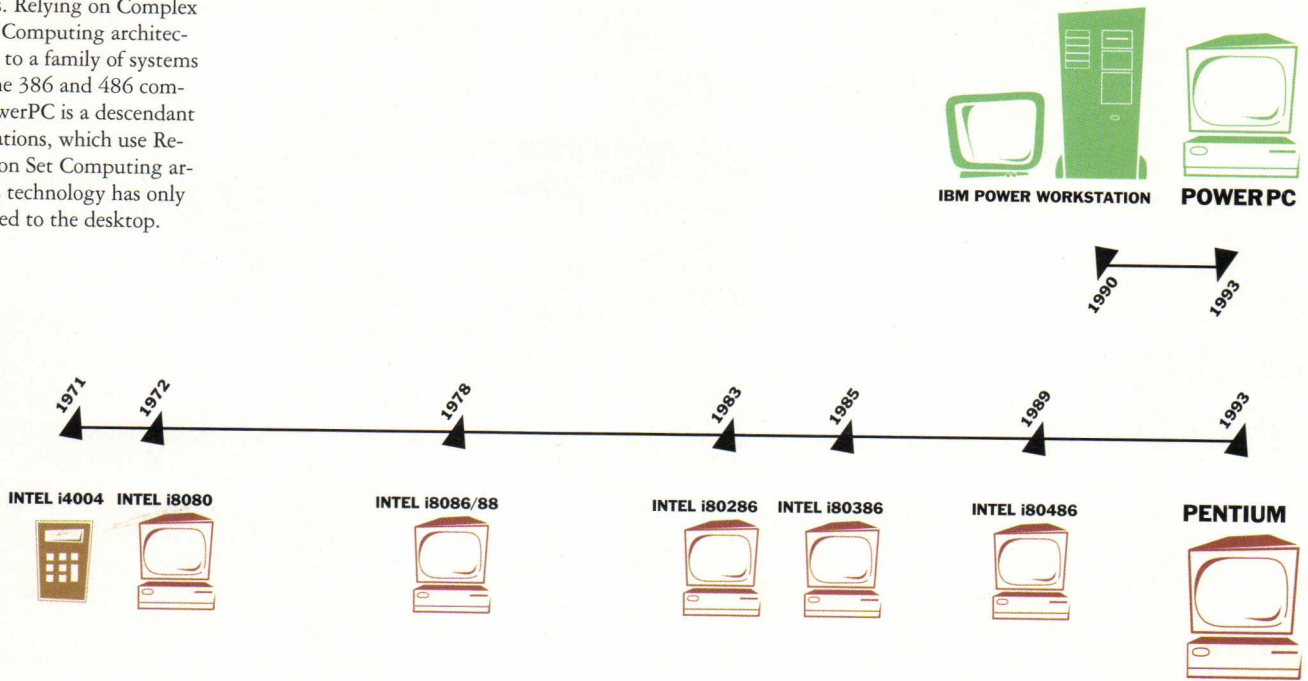 s. Relying on Complex
Computing architec-
to a family of systems
ne 386 and 486 com-
owerPC is a descendant
ations, which use Re-
on Set Computing ar-
s technology has only
ed to the desktop.
IBM POWER WORKSTATION POWER PC
1990 1993
1971 1972 1978 1983 1985 1989 1993
INTEL i4004 INTEL i8080 INTEL i8086/88 INTEL i80286 INTEL i80386 INTEL i80486 PENTIUM